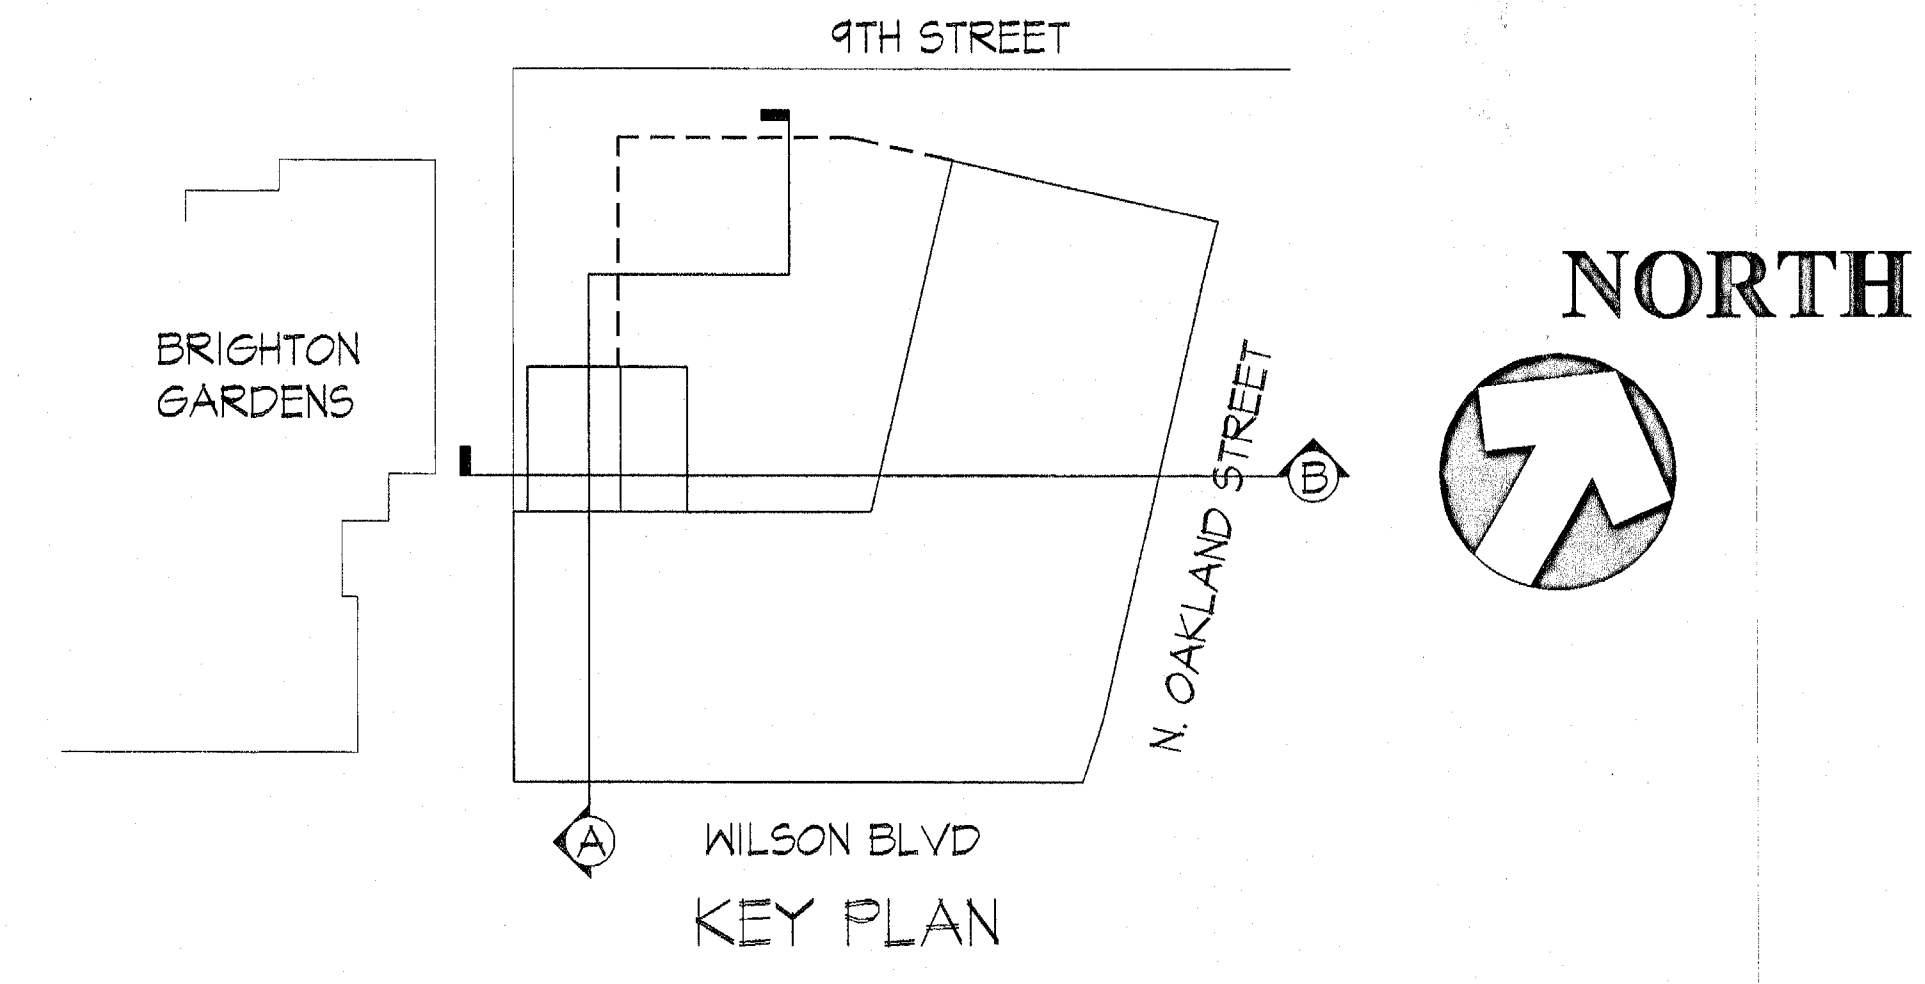 9TH STREET
NORTH
BRIGHTON
GARDENS
N. OAKLAND STREET
B
A
WILSON BLVD
KEY PLAN